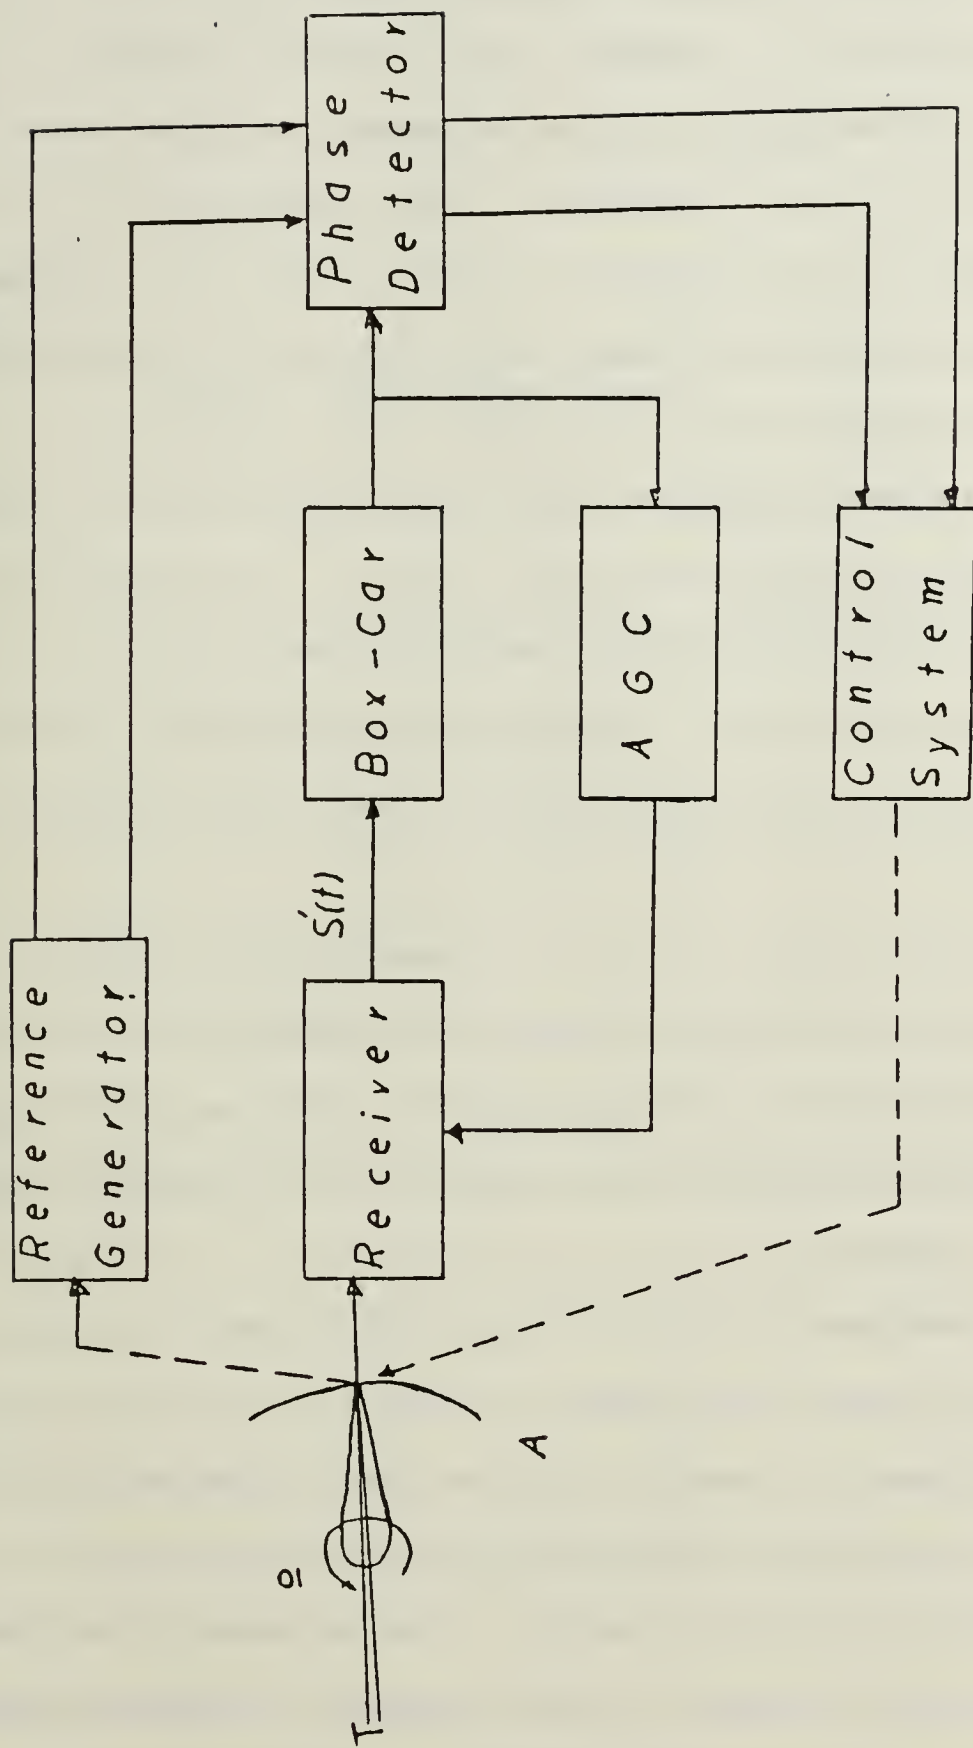 Reference
Generator
T
Receiver
Ś(t)
Box-Car
Phase
Detector
A
A G C
Control
System